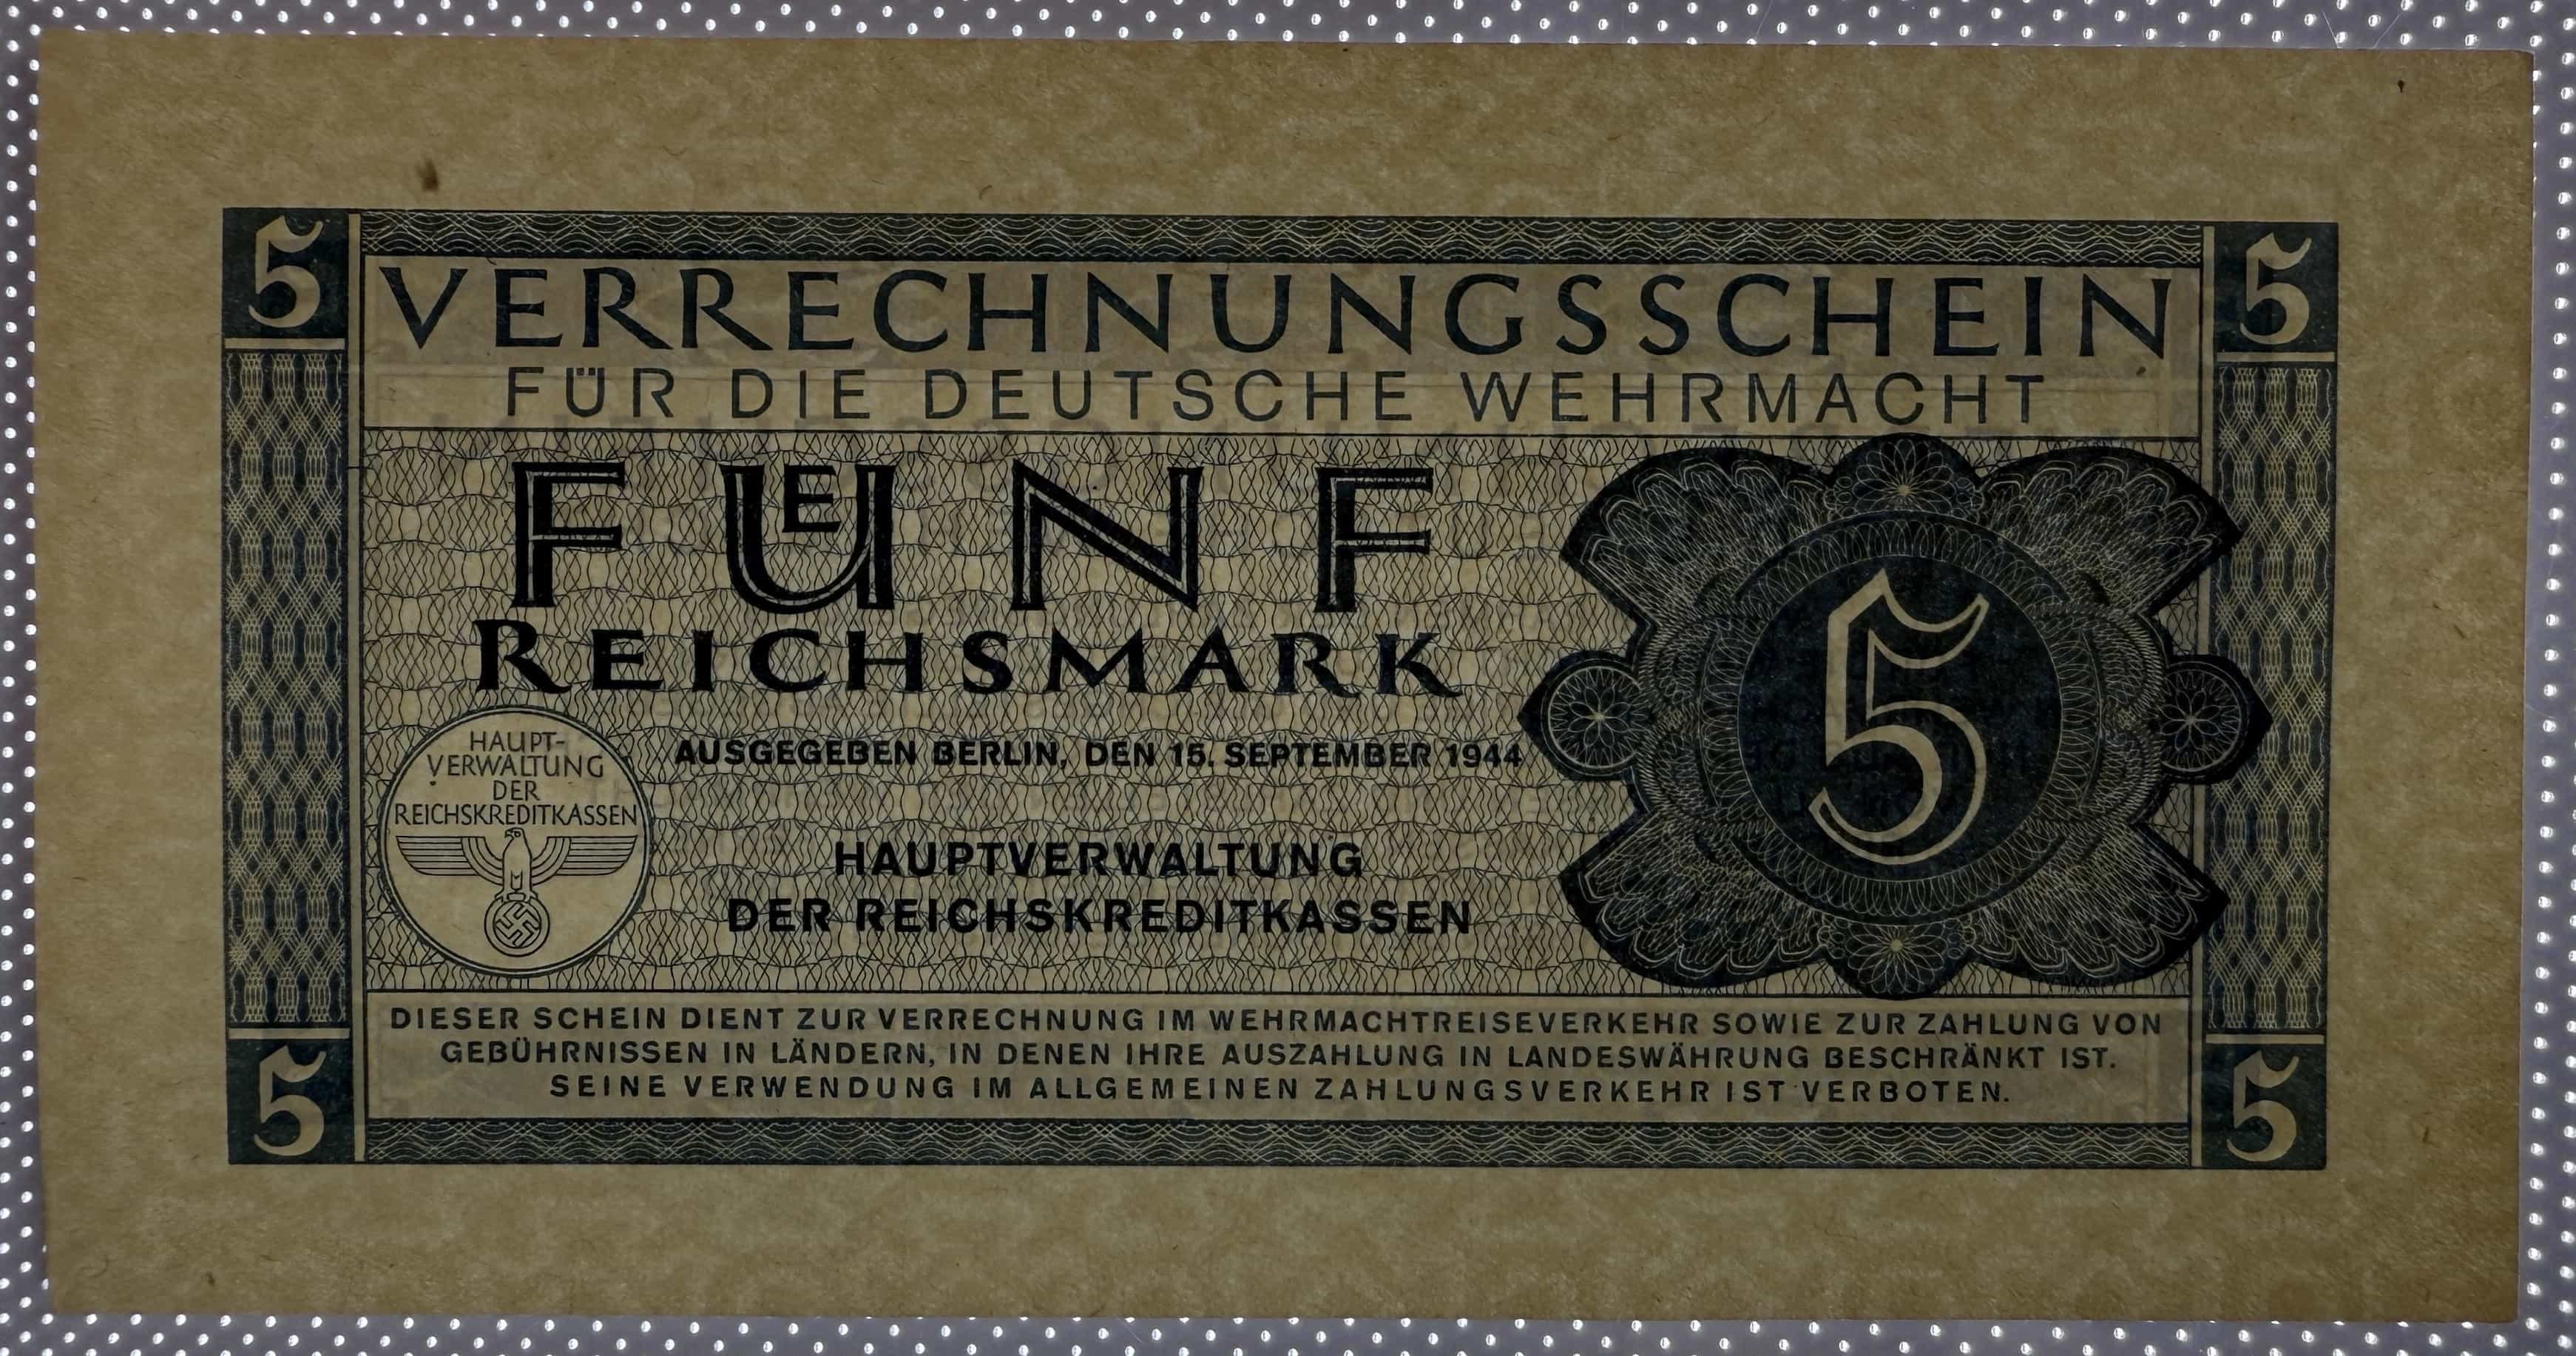 5 5
VERRECHNUNGSSCHEIN
FÜR DIE DEUTSCHE WEHRMACHT
FUENF
REICHSMARK
5
AUSGEGEBEN BERLIN, DEN 15. SEPTEMBER 1944
HAUPT-
VERWALTUNG
DER
REICHSKREDITKASSEN
HAUPTVERWALTUNG
DER REICHSKREDITKASSEN
DIESER SCHEIN DIENT ZUR VERRECHNUNG IM WEHRMACHTREISEVERKEHR SOWIE ZUR ZAHLUNG VON
GEBÜHRNISSEN IN LÄNDERN, IN DENEN IHRE AUSZAHLUNG IN LANDESWÄHRUNG BESCHRÄNKT IST.
SEINE VERWENDUNG IM ALLGEMEINEN ZAHLUNGSVERKEHR IST VERBOTEN.
5 5